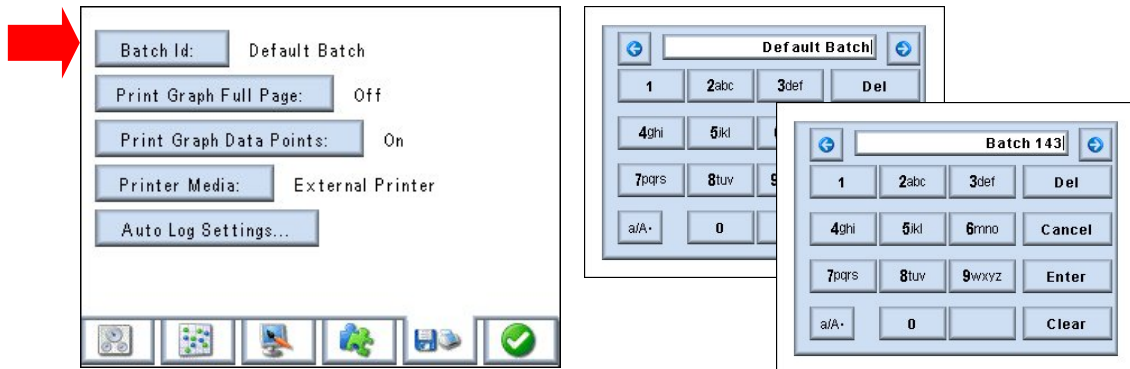 Batch Id: Default Batch
Print Graph Full Page: Off
Print Graph Data Points: On
Printer Media: External Printer
Auto Log Settings...
Default Batch
1 2abc 3def Del
4ghi 5jkl
7pqrs 8tuv
a/A• 0
Batch 143
1 2abc 3def Del
4ghi 5jkl 6mno Cancel
7pqrs 8tuv 9wxyz Enter
a/A• 0 Clear